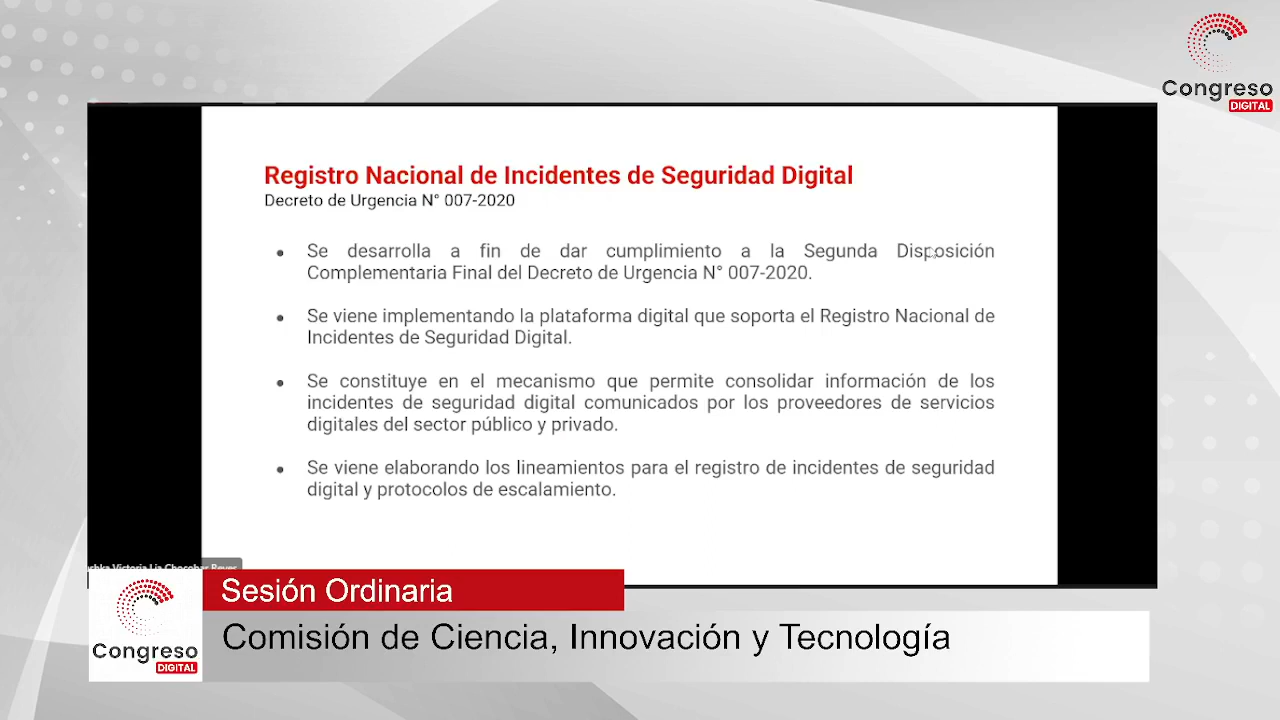 Congreso
DIGITAL
Registro Nacional de Incidentes de Seguridad Digital
Decreto de Urgencia N° 007-2020
Se desarrolla a fin de dar cumplimiento a la Segunda Disposición
Complementaria Final del Decreto de Urgencia N° 007-2020.
Se viene implementando la plataforma digital que soporta el Registro Nacional de
Incidentes de Seguridad Digital.
Se constituye en el mecanismo que permite consolidar información de los
incidentes de seguridad digital comunicados por los proveedores de servicios
digitales del sector público y privado.
Se viene elaborando los lineamientos para el registro de incidentes de seguridad
digital y protocolos de escalamiento.
Victoria Lia Chocobar Reyes
Sesión Ordinaria
Comisión de Ciencia, Innovación y Tecnología
Congreso
DIGITAL